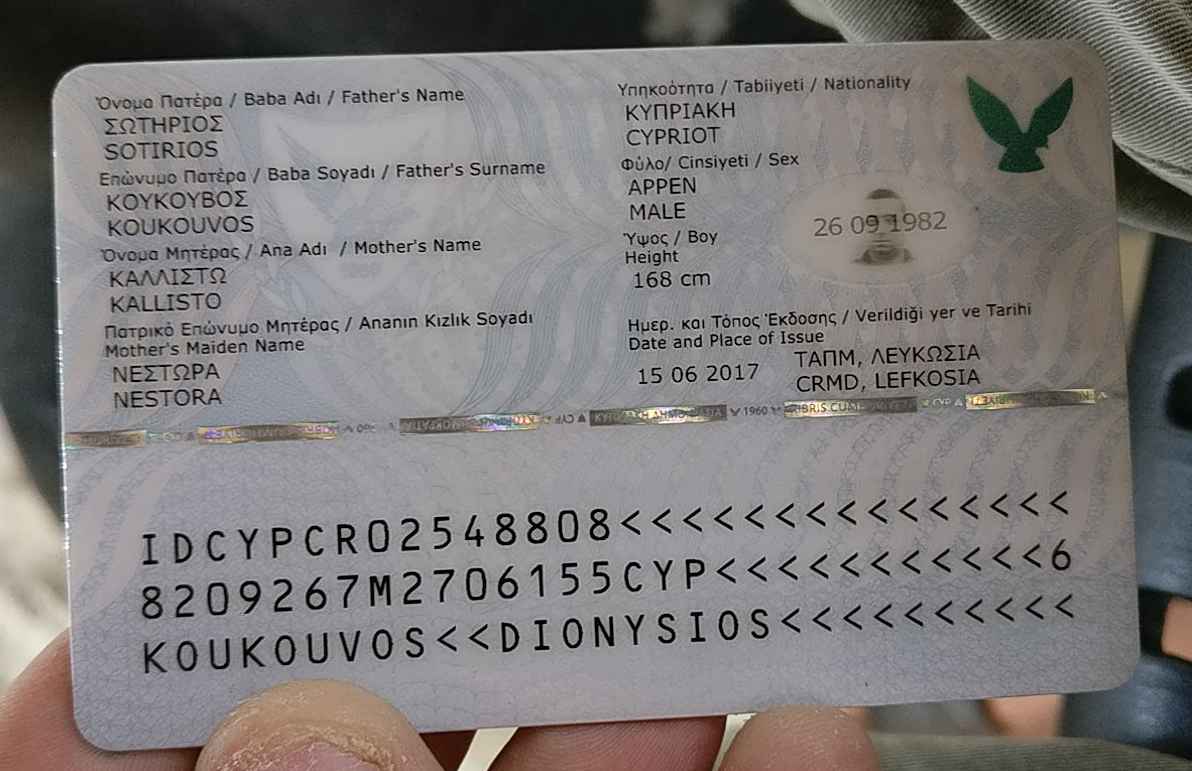 Όνομα Πατέρα / Baba Adı / Father's Name
ΣΩΤΗΡΙΟΣ
SOTIRIOS
Επώνυμο Πατέρα / Baba Soyadı / Father's Surname
ΚΟΥΚΟΥΒΟΣ
KOUKOUVOS
Όνομα Μητέρας / Ana Adı / Mother's Name
ΚΑΛΛΙΣΤΩ
KALLISTO
Πατρικό Επώνυμο Μητέρας / Ananın Kızlık Soyadı
Mother's Maiden Name
ΝΕΣΤΩΡΑ
NESTORA
Υπηκοότητα / Tabiiyeti / Nationality
ΚΥΠΡΙΑΚΗ
CYPRIOT
Φύλο/ Cinsiyeti / Sex
ΑΡΡΕΝ
MALE
Ύψος / Boy
Height
168 cm
26 09 1982
Ημερ. και Τόπος Έκδοσης / Verildiği yer ve Tarihi
Date and Place of Issue
15 06 2017
ΤΑΠΜ, ΛΕΥΚΩΣΙΑ
CRMD, LEFKOSIA
ΚΥΠΡΙΑΚΗ ΔΗΜΟΚΡΑΤΙΑ 1960 CYP
IDCYPCR02548808<<<<<<<<<<<<<<<
8209267M2706155CYP<<<<<<<<<<<6
KOUKOUVOS<<DIONYSIOS<<<<<<<<<<